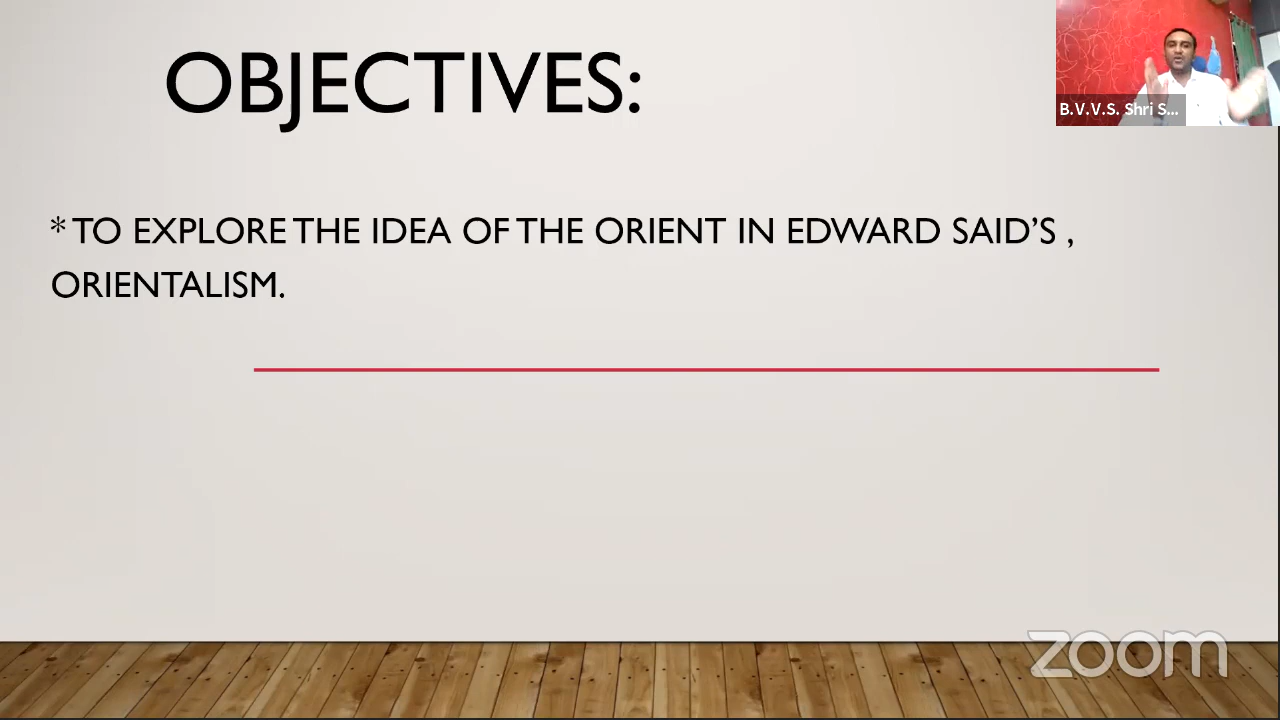 OBJECTIVES:
B.V.V.S. Shri S...
* TO EXPLORE THE IDEA OF THE ORIENT IN EDWARD SAID’S ,
ORIENTALISM.
zoom